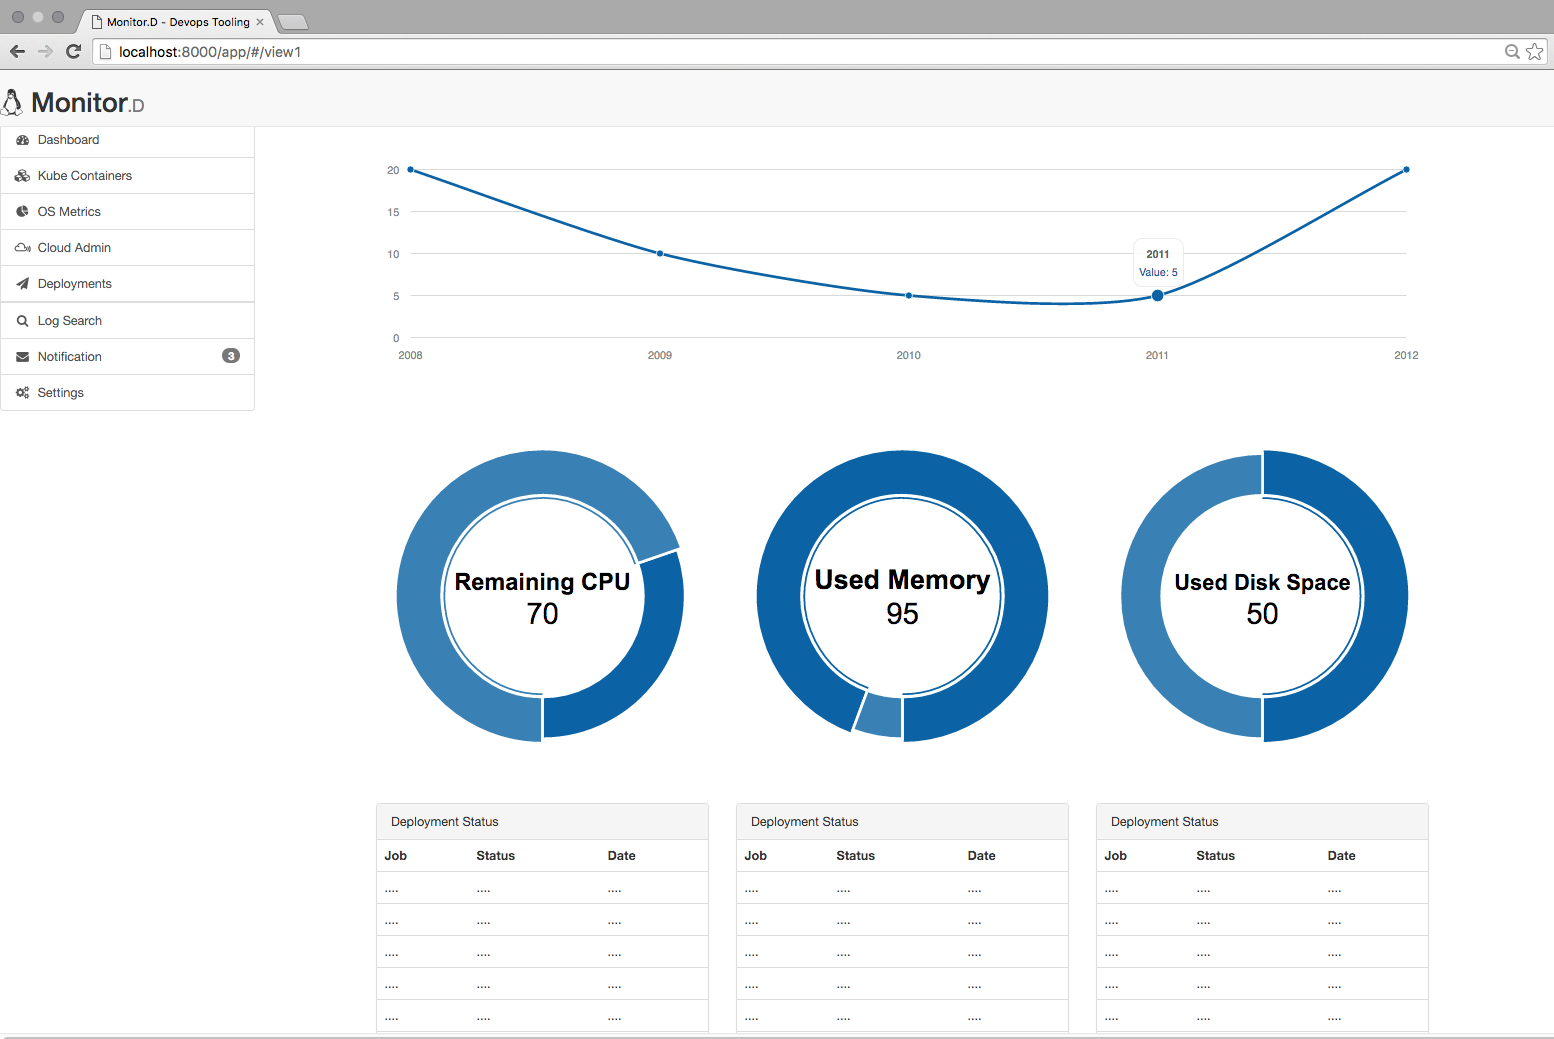 Monitor.D - Devops Tooling
localhost:8000/app/#/view1
Monitor.D
Dashboard
Kube Containers
OS Metrics
Cloud Admin
Deployments
Log Search
Notification 3
Settings
20
15
10
5
0
2011
Value: 5
2008 2009 2010 2011 2012
Remaining CPU
70
Used Memory
95
Used Disk Space
50
Deployment Status
Job Status Date
.... .... ....
.... .... ....
.... .... ....
.... .... ....
.... .... ....
Deployment Status
Job Status Date
.... .... ....
.... .... ....
.... .... ....
.... .... ....
.... .... ....
Deployment Status
Job Status Date
.... .... ....
.... .... ....
.... .... ....
.... .... ....
.... .... ....